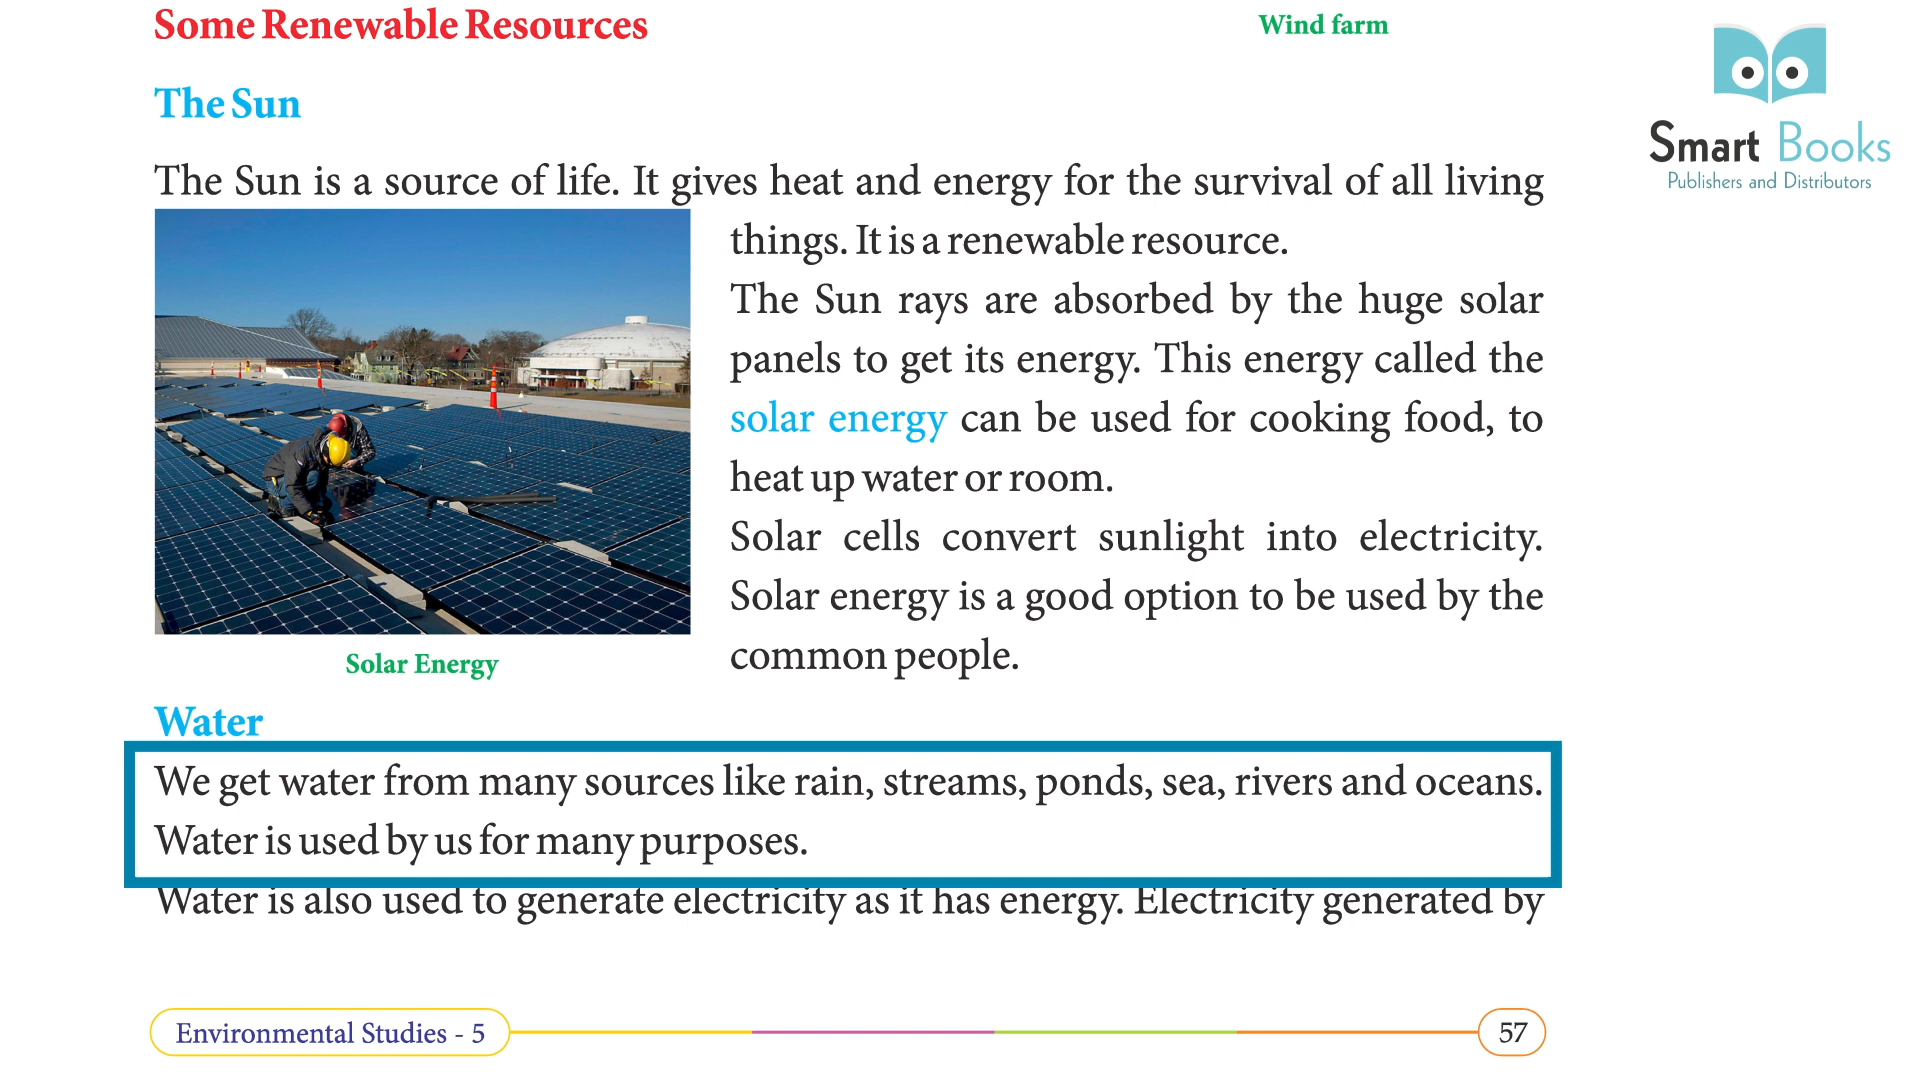 Some Renewable Resources
Wind farm
The Sun
The Sun is a source of life. It gives heat and energy for the survival of all living
things. It is a renewable resource.
The Sun rays are absorbed by the huge solar
panels to get its energy. This energy called the
solar energy can be used for cooking food, to
heat up water or room.
Solar cells convert sunlight into electricity.
Solar energy is a good option to be used by the
common people.
Solar Energy
Water
We get water from many sources like rain, streams, ponds, sea, rivers and oceans.
Water is used by us for many purposes.
Water is also used to generate electricity as it has energy. Electricity generated by
Environmental Studies - 5
57
Smart Books
Publishers and Distributors